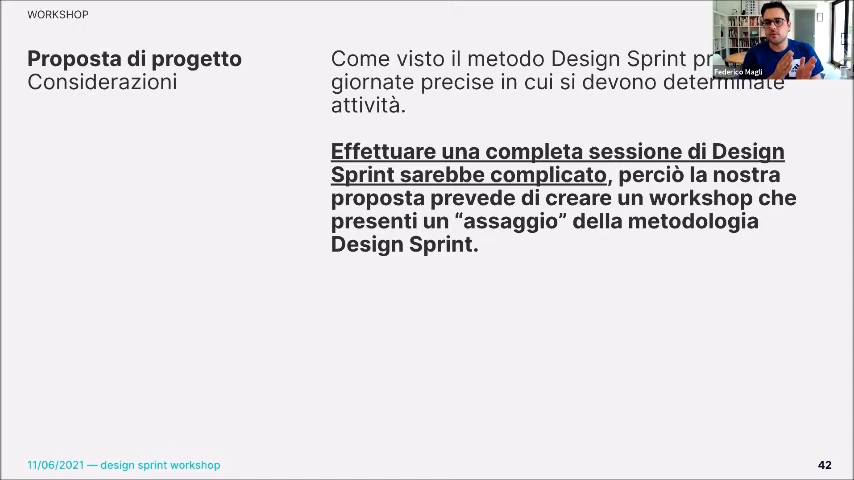 WORKSHOP
Proposta di progetto
Considerazioni
Come visto il metodo Design Sprint
giornate precise in cui si devono determinate
attività.
Effettuare una completa sessione di Design
Sprint sarebbe complicato, perciò la nostra
proposta prevede di creare un workshop che
presenti un “assaggio” della metodologia
Design Sprint.
Federico Magli
11/06/2021 — design sprint workshop
42